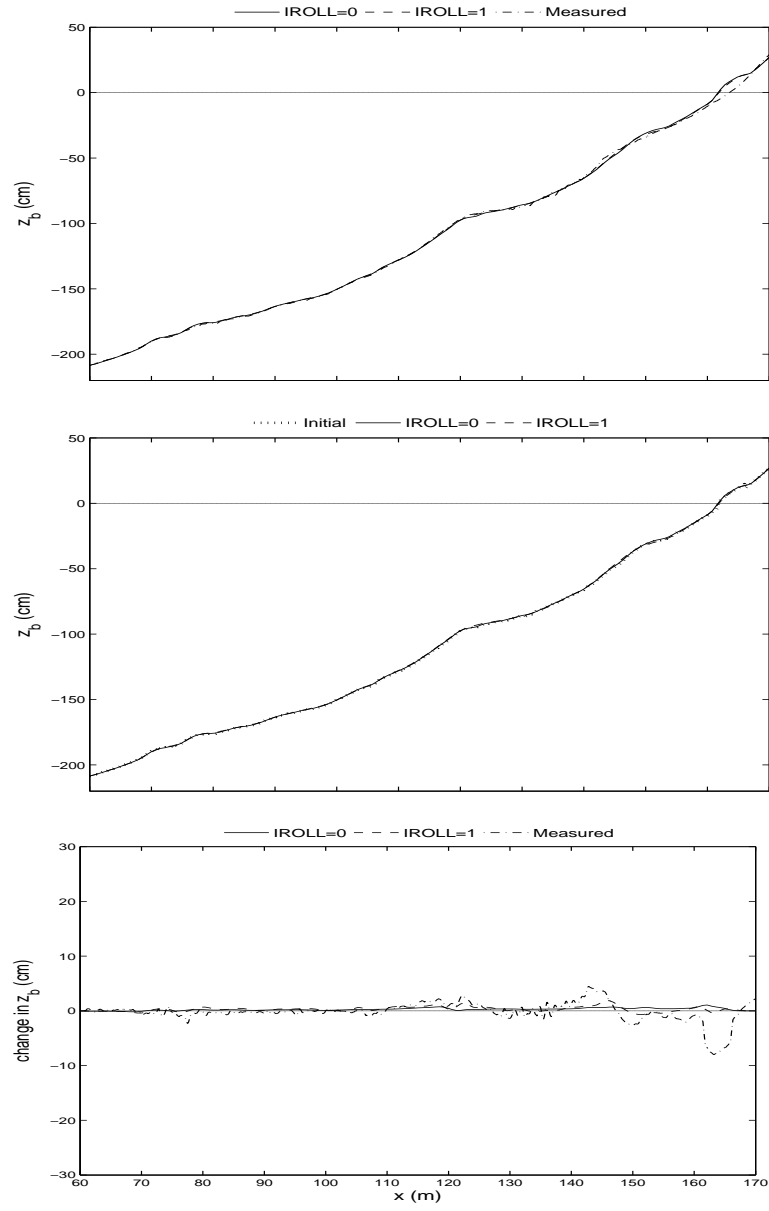 IROLL=0 IROLL=1 Measured
50
0
−50
−100
−150
−200
z_b (cm)
Initial IROLL=0 IROLL=1
50
0
−50
−100
−150
−200
z_b (cm)
IROLL=0 IROLL=1 Measured
30
20
10
0
−10
−20
−30
change in z_b (cm)
60 70 80 90 100 110 120 130 140 150 160 170
x (m)